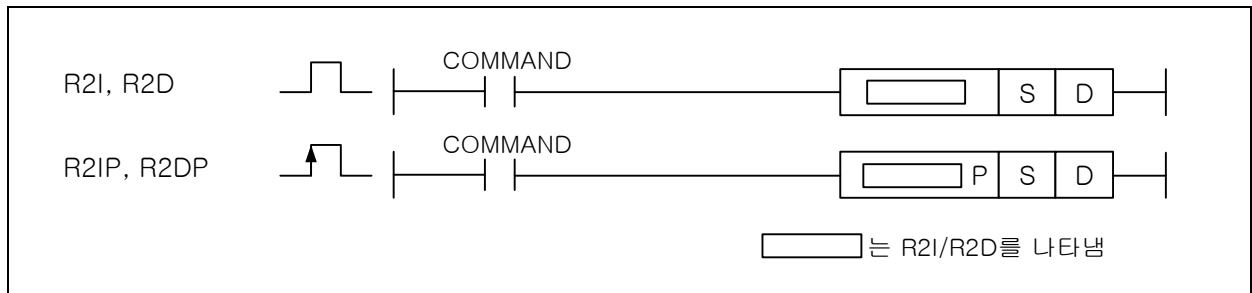 COMMAND
R2I, R2D S D
COMMAND
R2IP, R2DP P S D
는 R2I/R2D를 나타냄